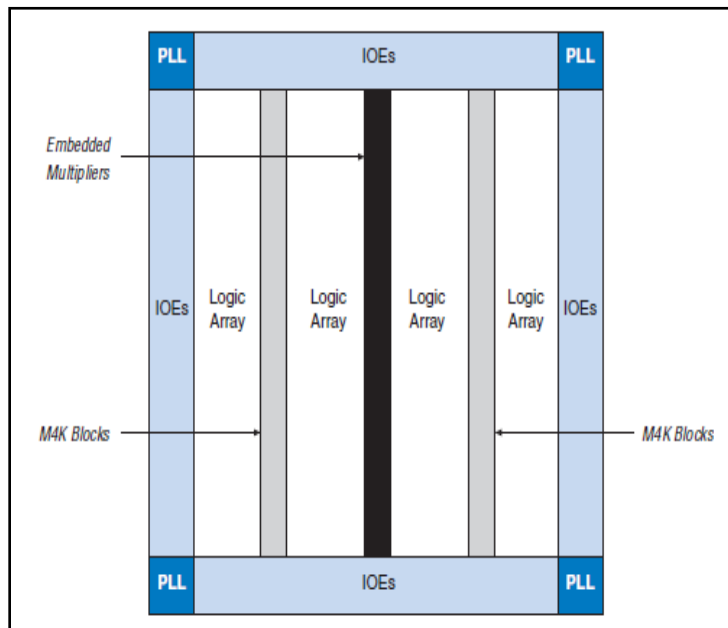 PLL
IOEs
PLL
Embedded
Multipliers
IOEs
Logic
Array
Logic
Array
Logic
Array
Logic
Array
IOEs
M4K Blocks
M4K Blocks
PLL
IOEs
PLL